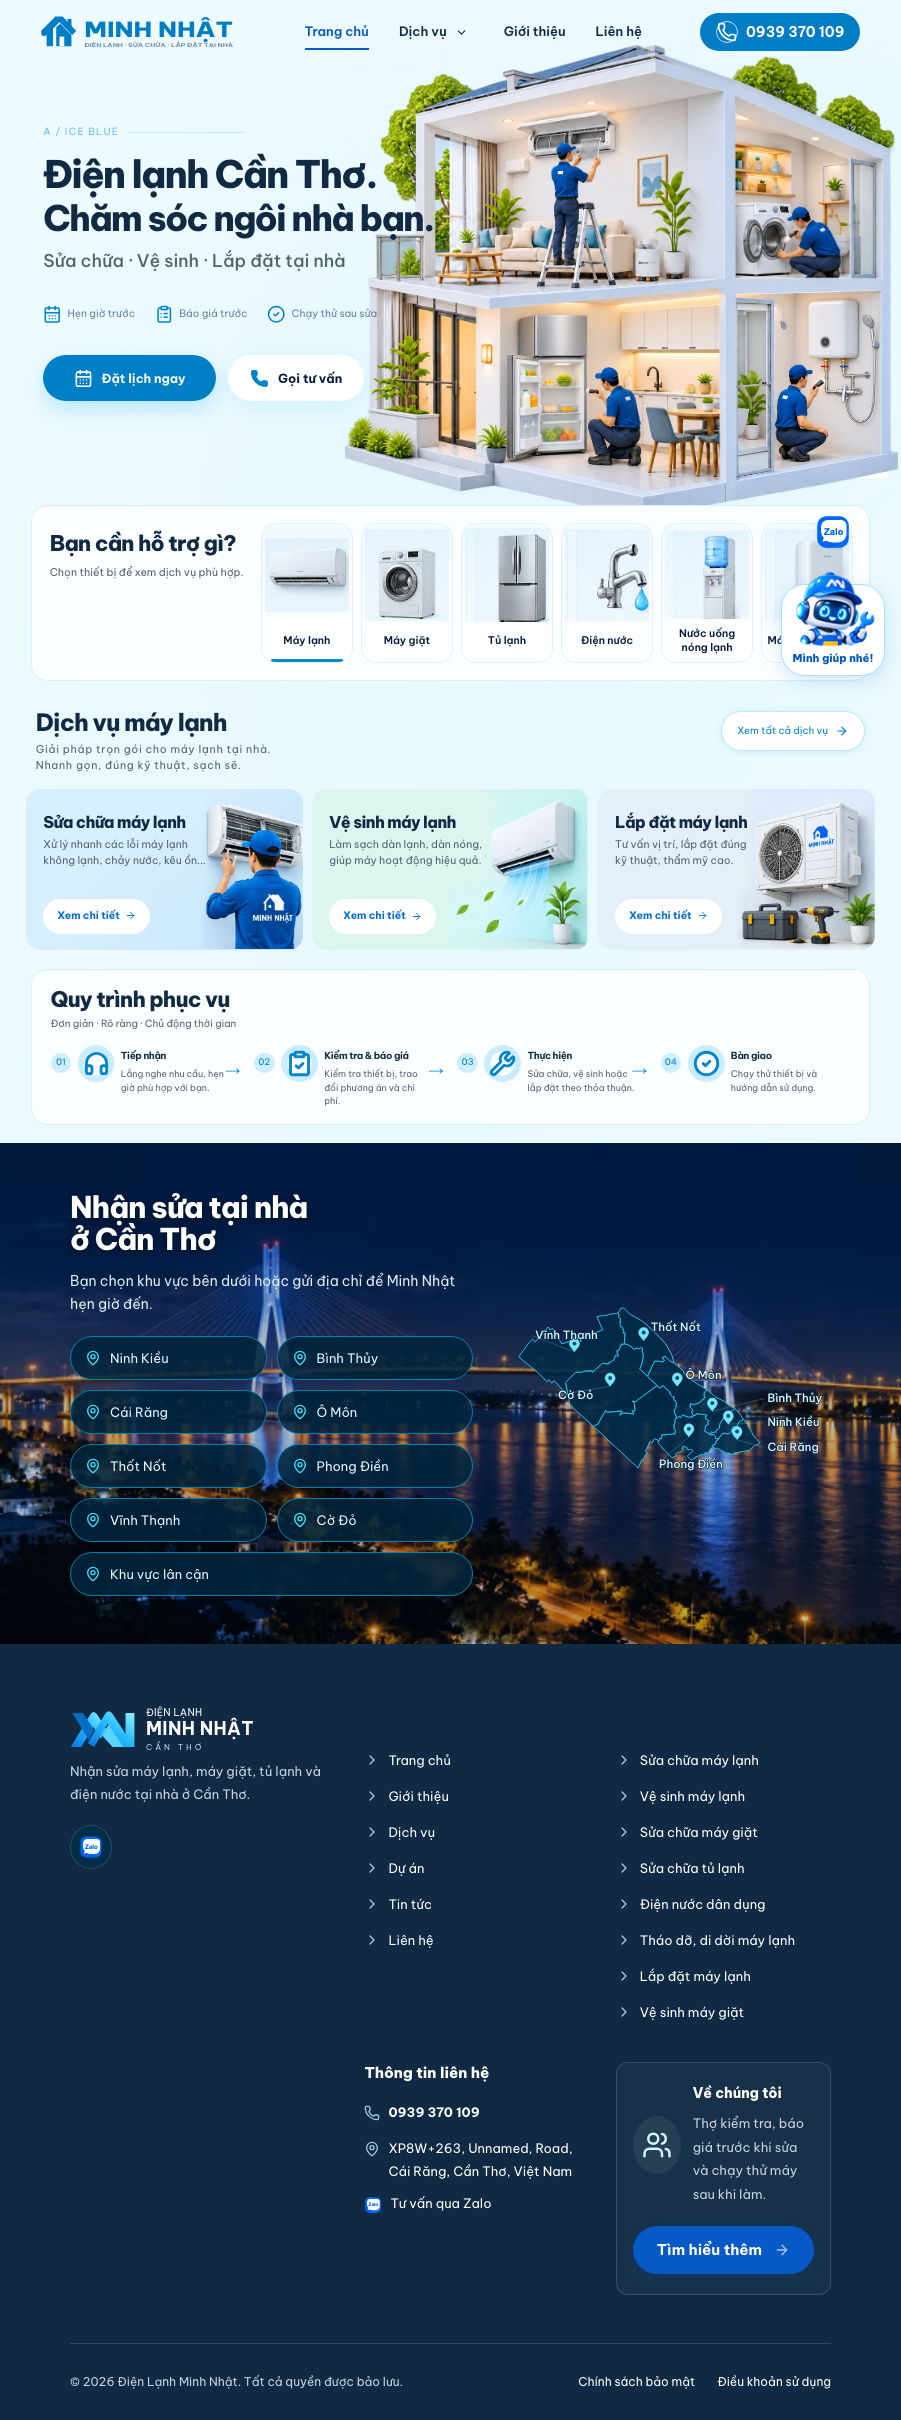 MINH NHẬT
ĐIỆN LẠNH · SỬA CHỮA · LẮP ĐẶT TẠI NHÀ
Trang chủ
Dịch vụ
Giới thiệu
Liên hệ
0939 370 109
A / ICE BLUE
Điện lạnh Cần Thơ.
Chăm sóc ngôi nhà bạn.
Sửa chữa · Vệ sinh · Lắp đặt tại nhà
Hẹn giờ trước
Báo giá trước
Chạy thử sau sửa
Đặt lịch ngay
Gọi tư vấn
Bạn cần hỗ trợ gì?
Chọn thiết bị để xem dịch vụ phù hợp.
Máy lạnh
Máy giặt
Tủ lạnh
Điện nước
Nước uống
nóng lạnh
Zalo
Mình giúp nhé!
Dịch vụ máy lạnh
Giải pháp trọn gói cho máy lạnh tại nhà.
Nhanh gọn, đúng kỹ thuật, sạch sẽ.
Xem tất cả dịch vụ
Sửa chữa máy lạnh
Xử lý nhanh các lỗi máy lạnh
không lạnh, chảy nước, kêu ồn...
Xem chi tiết
MINH NHẬT
Vệ sinh máy lạnh
Làm sạch dàn lạnh, dàn nóng,
giúp máy hoạt động hiệu quả.
Xem chi tiết
Lắp đặt máy lạnh
Tư vấn vị trí, lắp đặt đúng
kỹ thuật, thẩm mỹ cao.
Xem chi tiết
MINH NHẬT
Quy trình phục vụ
Đơn giản · Rõ ràng · Chủ động thời gian
01
Tiếp nhận
Lắng nghe nhu cầu, hẹn
giờ phù hợp với bạn.
02
Kiểm tra & báo giá
Kiểm tra thiết bị, trao
đổi phương án và chi
phí.
03
Thực hiện
Sửa chữa, vệ sinh hoặc
lắp đặt theo thỏa thuận.
04
Bàn giao
Chạy thử thiết bị và
hướng dẫn sử dụng.
Nhận sửa tại nhà
ở Cần Thơ
Bạn chọn khu vực bên dưới hoặc gửi địa chỉ để Minh Nhật
hẹn giờ đến.
Ninh Kiều
Bình Thủy
Cái Răng
Ô Môn
Thốt Nốt
Phong Điền
Vĩnh Thạnh
Cờ Đỏ
Khu vực lân cận
Vĩnh Thạnh
Thốt Nốt
Ô Môn
Cờ Đỏ
Bình Thủy
Ninh Kiều
Cái Răng
Phong Điền
ĐIỆN LẠNH
MINH NHẬT
CẦN THƠ
Nhận sửa máy lạnh, máy giặt, tủ lạnh và
điện nước tại nhà ở Cần Thơ.
Zalo
Trang chủ
Giới thiệu
Dịch vụ
Dự án
Tin tức
Liên hệ
Sửa chữa máy lạnh
Vệ sinh máy lạnh
Sửa chữa máy giặt
Sửa chữa tủ lạnh
Điện nước dân dụng
Tháo dỡ, di dời máy lạnh
Lắp đặt máy lạnh
Vệ sinh máy giặt
Thông tin liên hệ
0939 370 109
XP8W+263, Unnamed, Road,
Cái Răng, Cần Thơ, Việt Nam
Zalo
Tư vấn qua Zalo
Về chúng tôi
Thợ kiểm tra, báo
giá trước khi sửa
và chạy thử máy
sau khi làm.
Tìm hiểu thêm
© 2026 Điện Lạnh Minh Nhật. Tất cả quyền được bảo lưu.
Chính sách bảo mật
Điều khoản sử dụng